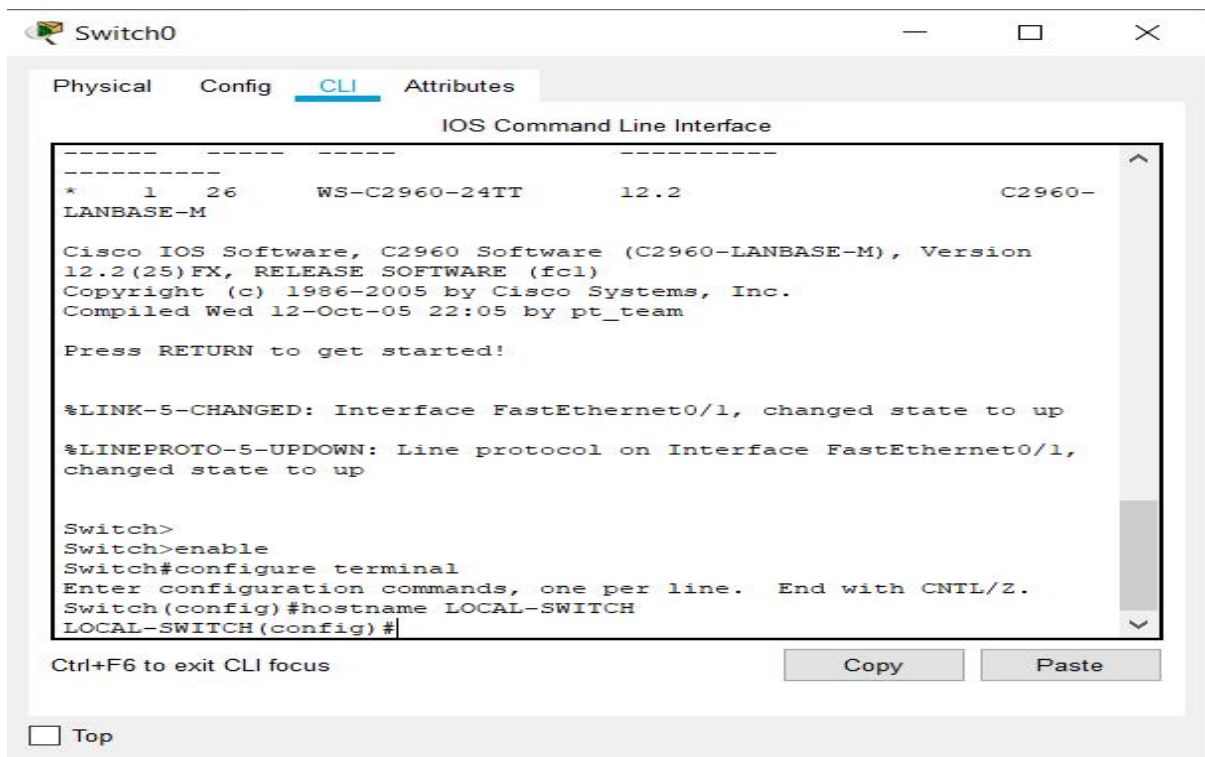 Switch0
Physical Config CLI Attributes
IOS Command Line Interface
------ ----- ----- ----------
----------
* 1 26 WS-C2960-24TT 12.2 C2960-
LANBASE-M
Cisco IOS Software, C2960 Software (C2960-LANBASE-M), Version
12.2(25)FX, RELEASE SOFTWARE (fc1)
Copyright (c) 1986-2005 by Cisco Systems, Inc.
Compiled Wed 12-Oct-05 22:05 by pt_team
Press RETURN to get started!
%LINK-5-CHANGED: Interface FastEthernet0/1, changed state to up
%LINEPROTO-5-UPDOWN: Line protocol on Interface FastEthernet0/1,
changed state to up
Switch>
Switch>enable
Switch#configure terminal
Enter configuration commands, one per line. End with CNTL/Z.
Switch(config)#hostname LOCAL-SWITCH
LOCAL-SWITCH(config)#
Ctrl+F6 to exit CLI focus Copy Paste
Top